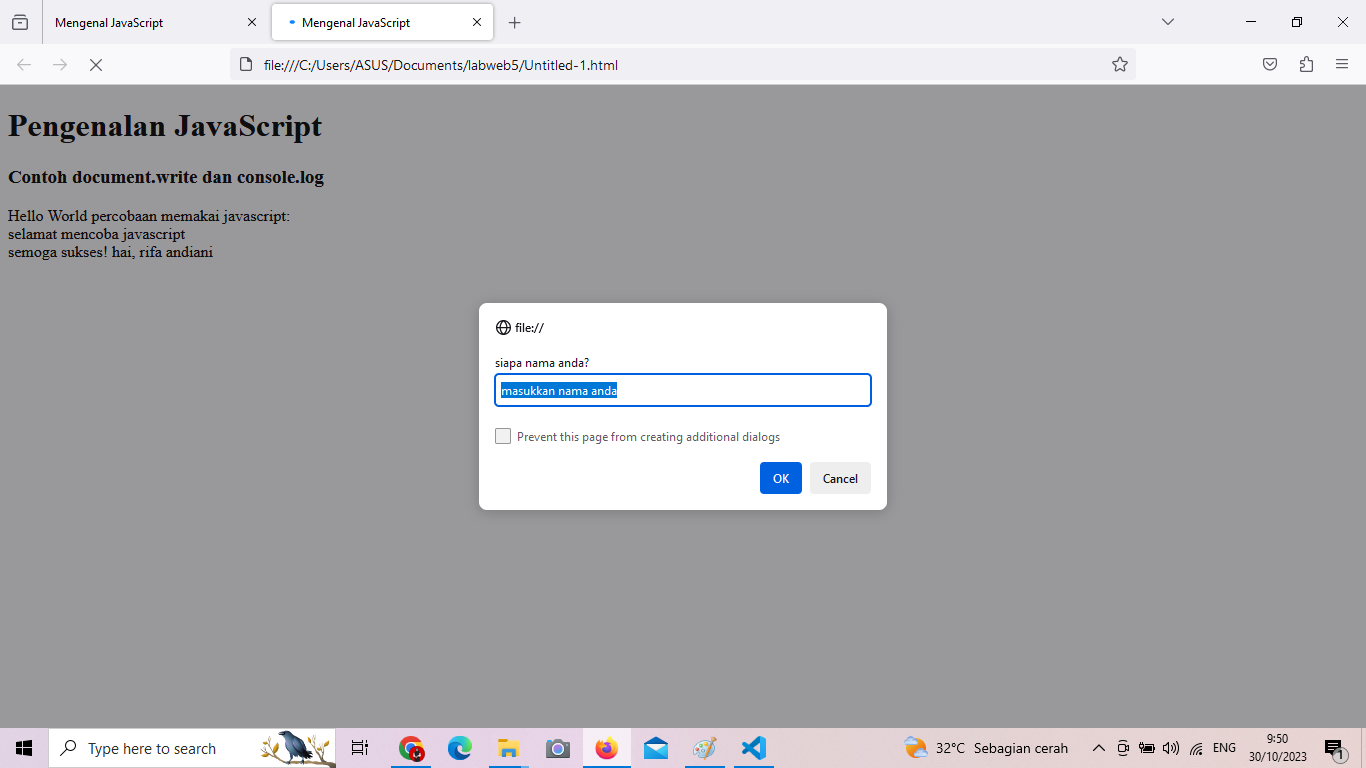 Mengenal JavaScript
Mengenal JavaScript
file:///C:/Users/ASUS/Documents/labweb5/Untitled-1.html
Pengenalan JavaScript
Contoh document.write dan console.log
Hello World percobaan memakai javascript:
selamat mencoba javascript
semoga sukses! hai, rifa andiani
file://
siapa nama anda?
masukkan nama anda
Prevent this page from creating additional dialogs
OK Cancel
Type here to search
32°C Sebagian cerah
ENG
9:50
30/10/2023
1